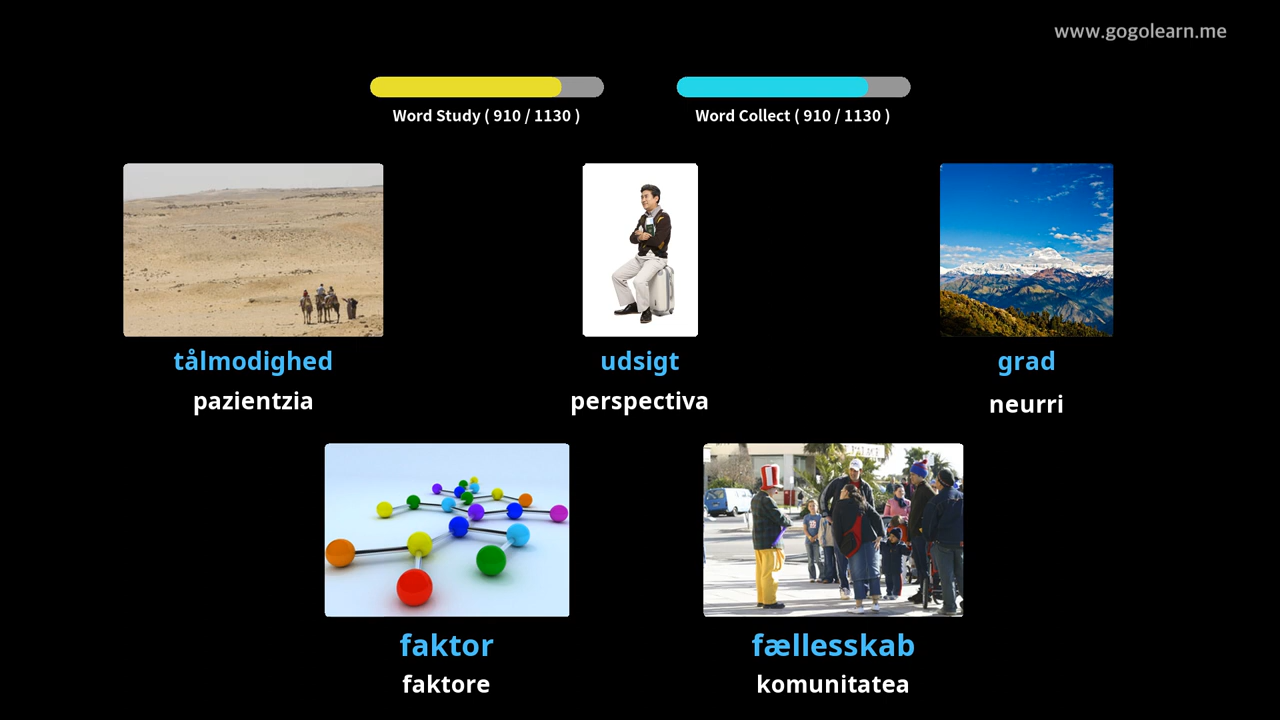 www.gogolearn.me
Word Study ( 910 / 1130 )
Word Collect ( 910 / 1130 )
tålmodighed
pazientzia
udsigt
perspectiva
grad
neurri
faktor
faktore
fællesskab
komunitatea